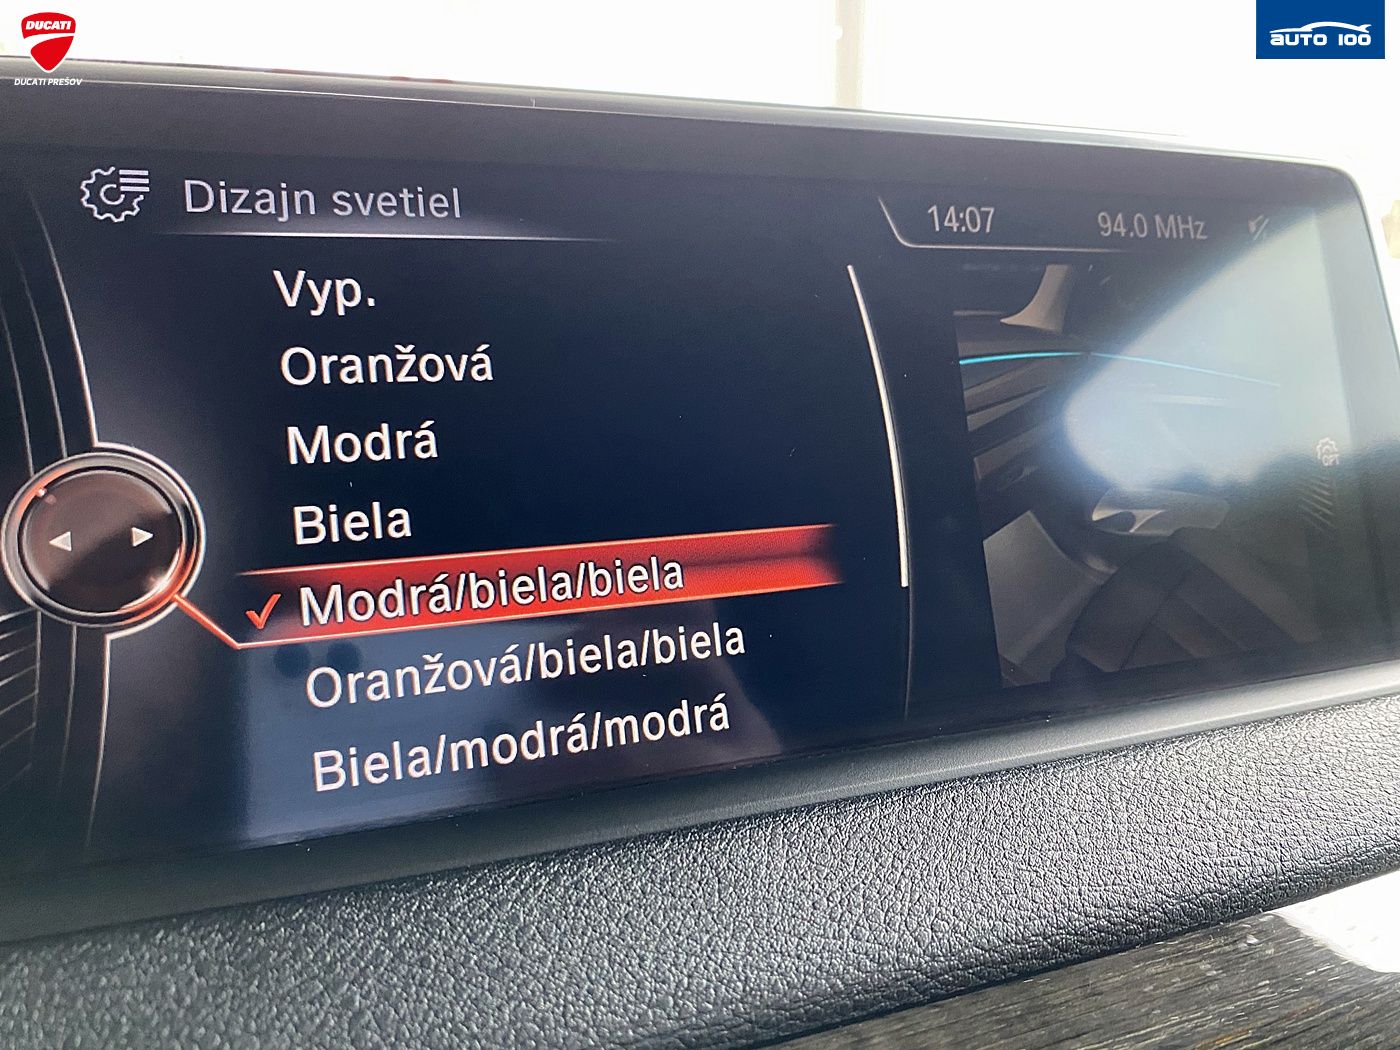 DUCATI
DUCATI PREŠOV
AUTO 100
Dizajn svetiel
14:07
94.0 MHz
Vyp.
Oranžová
Modrá
Biela
Modrá/biela/biela
Oranžová/biela/biela
Biela/modrá/modrá